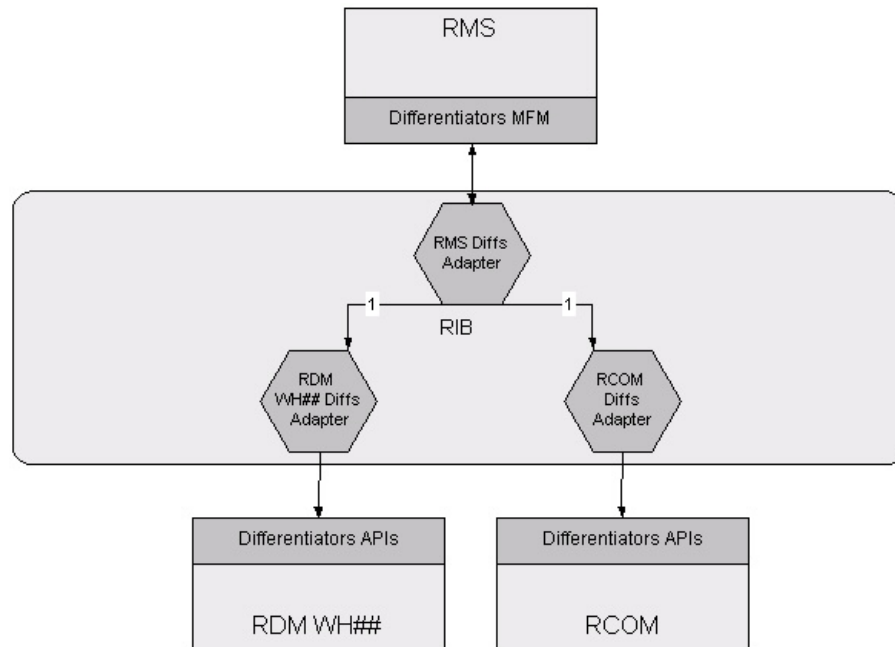 RMS
Differentiators MFM
RMS Diffs
Adapter
1
1
RIB
RDM
WH## Diffs
Adapter
RCOM
Diffs
Adapter
Differentiators APIs
Differentiators APIs
RDM WH##
RCOM